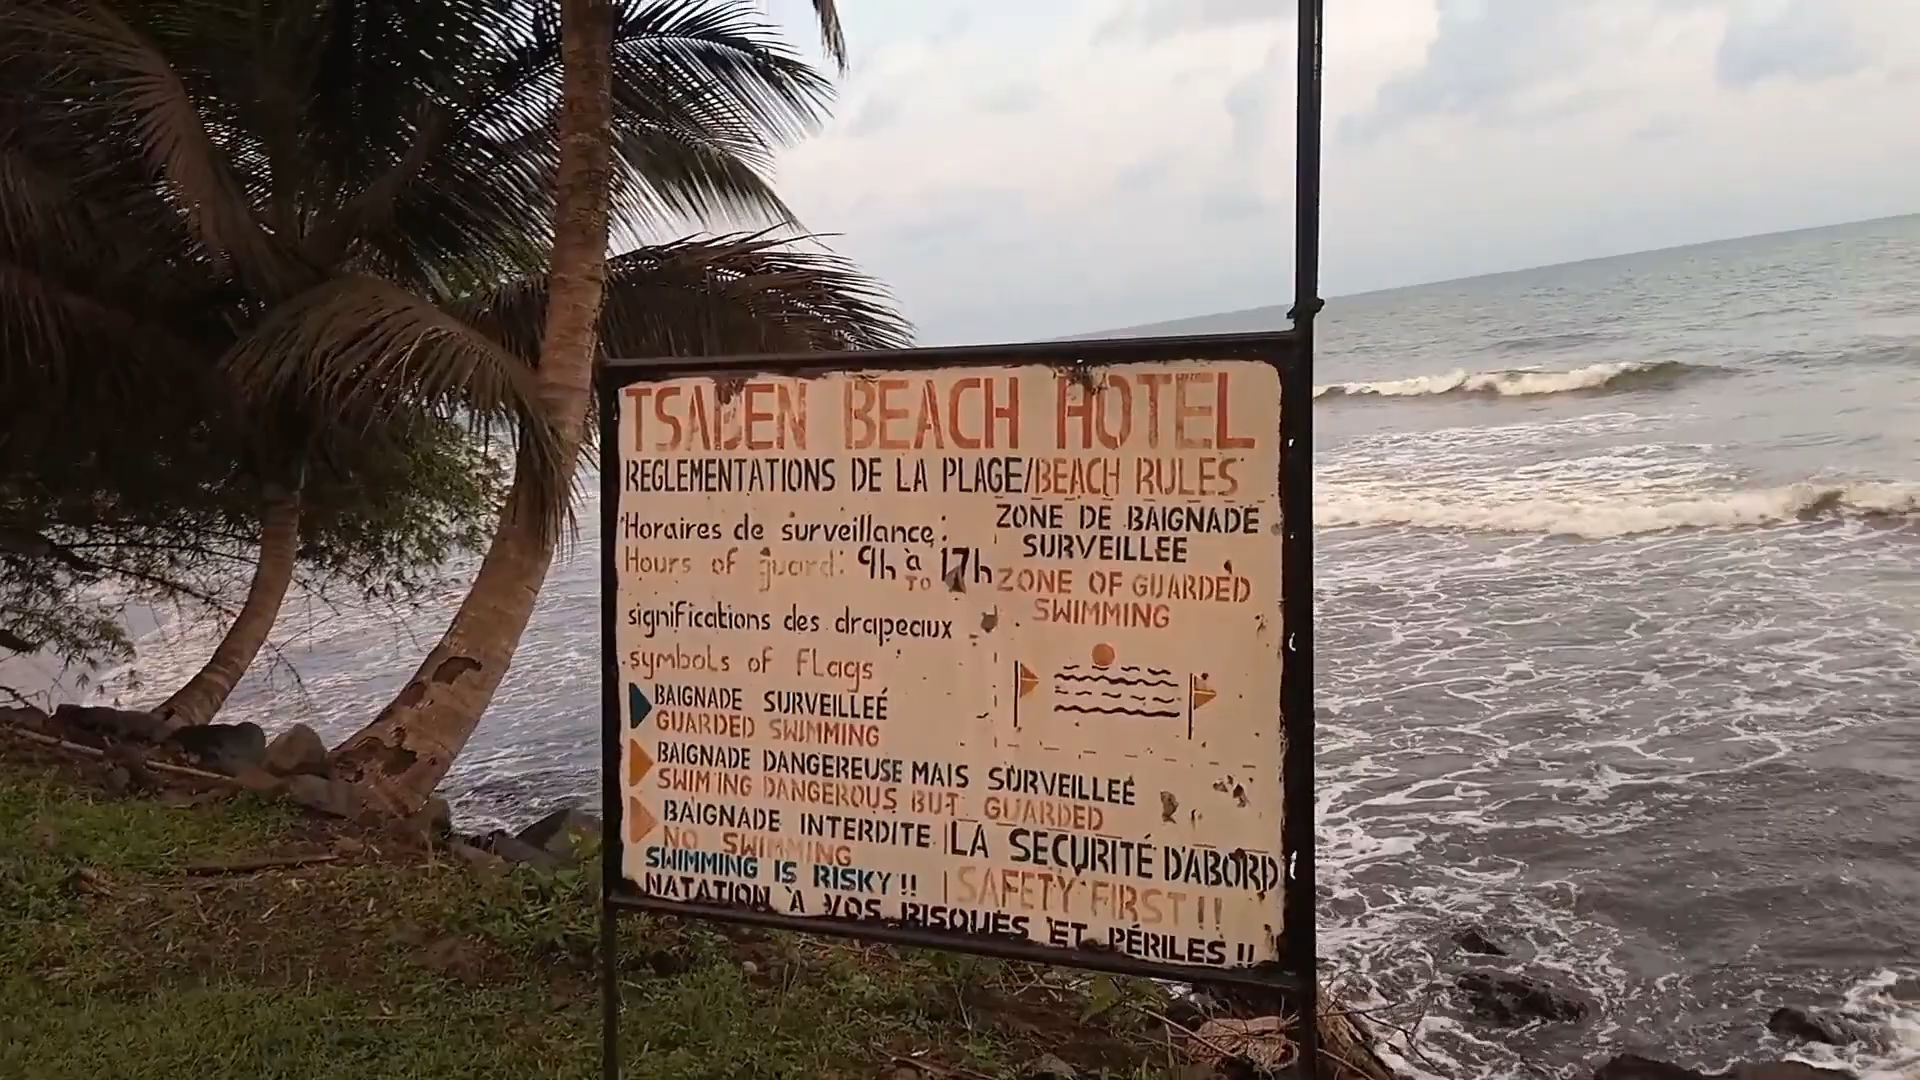 TSABEN BEACH HOTEL
REGLEMENTATIONS DE LA PLAGE/BEACH RULES
Horaires de surveillance:
Hours of guard: 9h à TO 17h
ZONE DE BAIGNADE
SURVEILLEE
ZONE OF GUARDED
SWIMMING
significations des drapeaux
symbols of FLags
BAIGNADE SURVEILLEÉ
GUARDED SWIMMING
BAIGNADE DANGEREUSE MAIS SURVEILLEÉ
SWIMING DANGEROUS BUT GUARDED
BAIGNADE INTERDITE
NO SWIMMING
LA SECURITÉ D'ABORD
SAFETY FIRST!!
SWIMMING IS RISKY!!
NATATION À VOS RISQUES ET PÉRILES!!